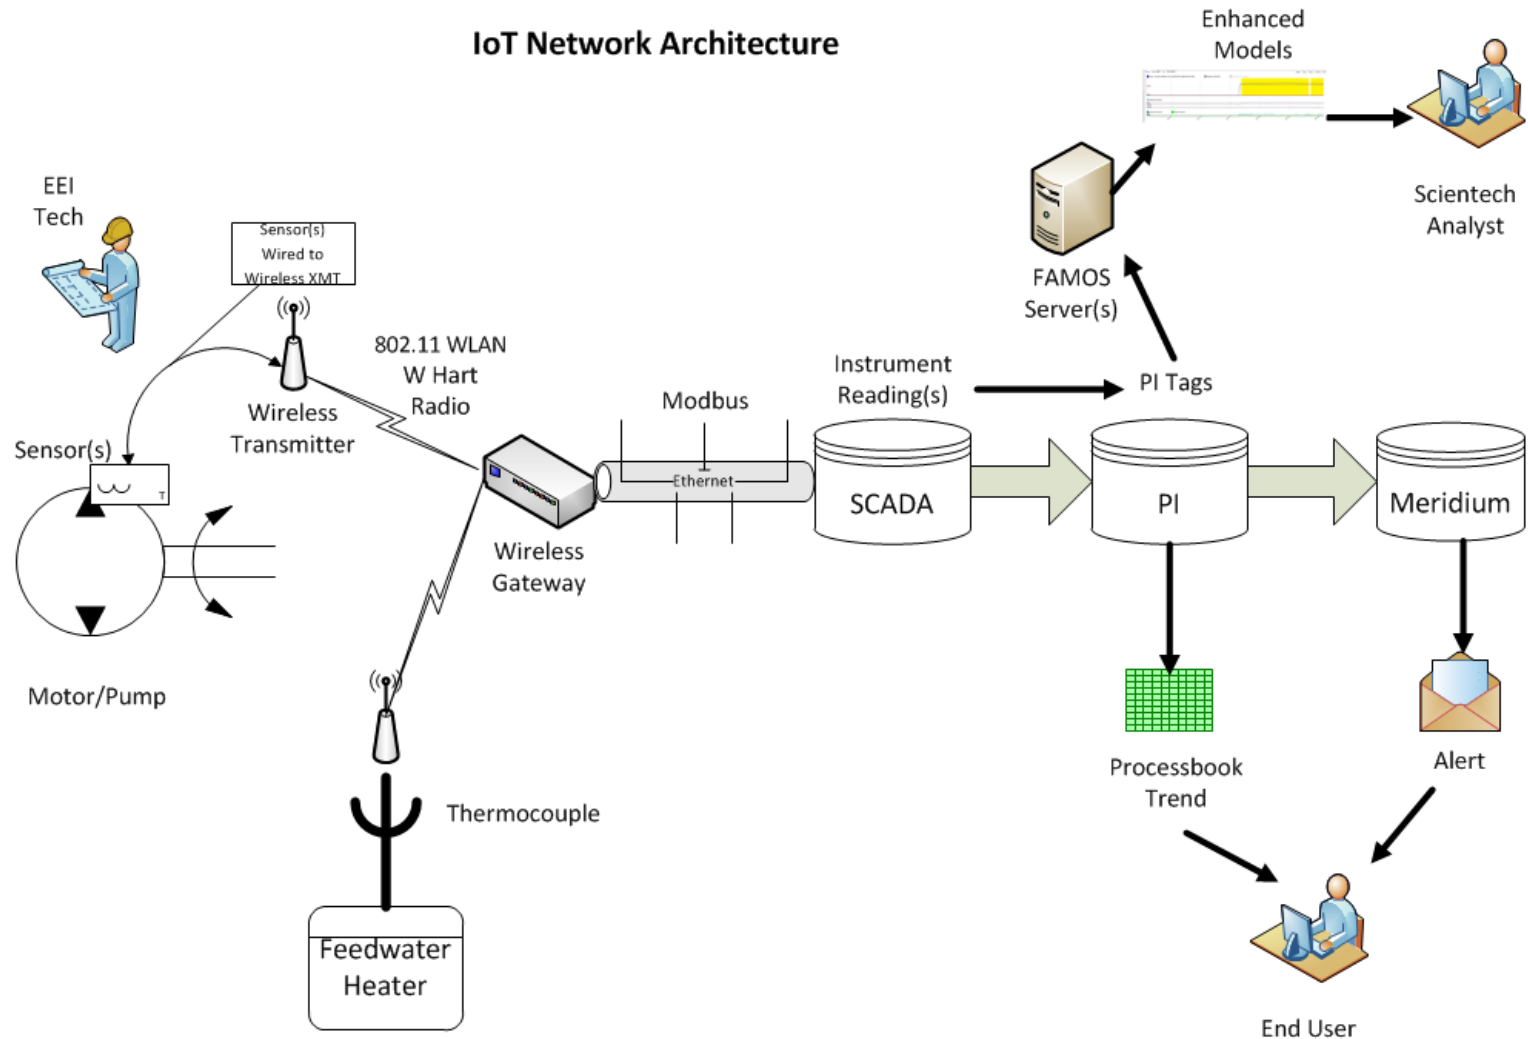 IoT Network Architecture
Enhanced
Models
Scientech
Analyst
EEI
Tech
Sensor(s)
Wired to
Wireless XMT
FAMOS
Server(s)
802.11 WLAN
W Hart
Radio
Wireless
Transmitter
Instrument
Reading(s)
PI Tags
Modbus
Sensor(s)
T
Ethernet
SCADA
PI
Meridium
Wireless
Gateway
Motor/Pump
Processbook
Trend
Alert
Thermocouple
Feedwater
Heater
End User